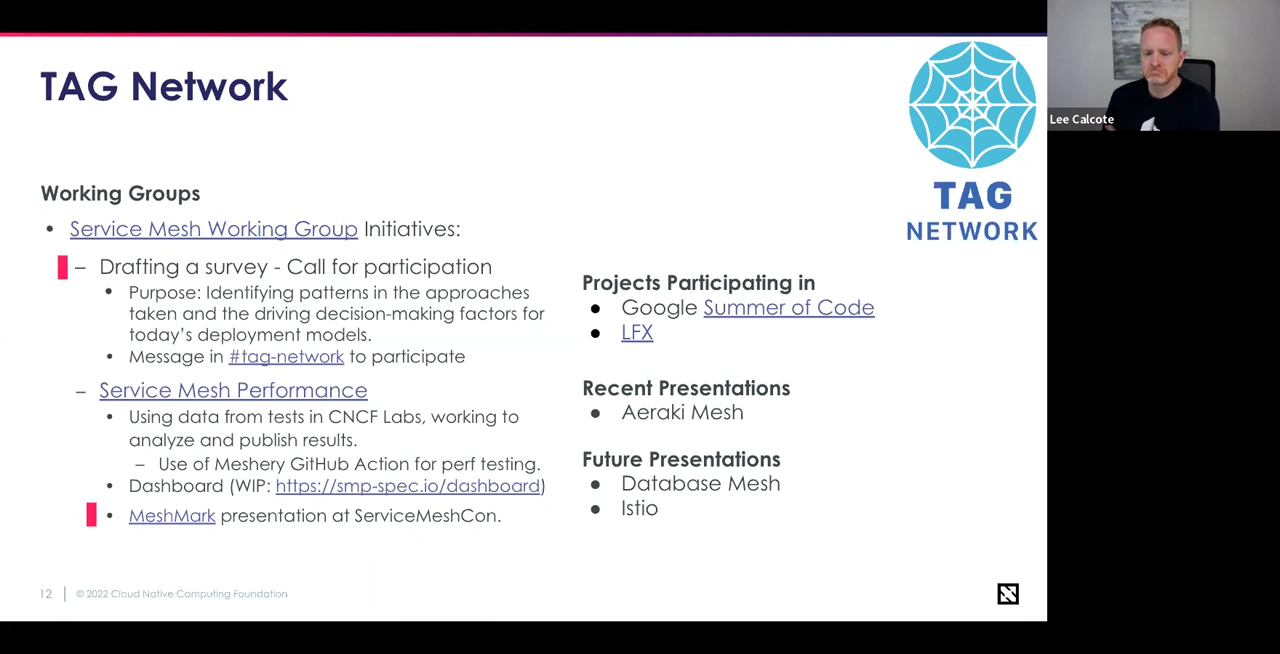 TAG Network
TAG
NETWORK
Lee Calcote
Working Groups
• Service Mesh Working Group Initiatives:
– Drafting a survey - Call for participation
• Purpose: Identifying patterns in the approaches
taken and the driving decision-making factors for
today’s deployment models.
• Message in #tag-network to participate
– Service Mesh Performance
• Using data from tests in CNCF Labs, working to
analyze and publish results.
– Use of Meshery GitHub Action for perf testing.
• Dashboard (WIP: https://smp-spec.io/dashboard)
• MeshMark presentation at ServiceMeshCon.
Projects Participating in
● Google Summer of Code
● LFX
Recent Presentations
● Aeraki Mesh
Future Presentations
● Database Mesh
● Istio
12 | © 2022 Cloud Native Computing Foundation